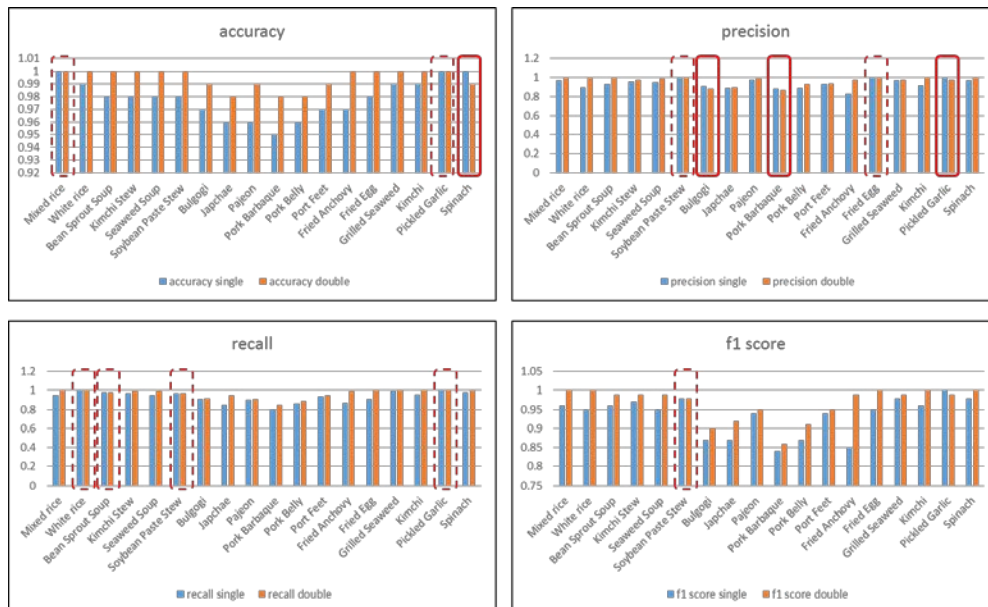 accuracy
1.01
1
0.99
0.98
0.97
0.96
0.95
0.94
0.93
0.92
Mixed rice
White rice
Bean Sprout Soup
Kimchi Stew
Seaweed Soup
Soybean Paste Stew
Bulgogi
Japchae
Pajeon
Pork Barbaque
Pork Belly
Port Feet
Fried Anchovy
Fried Egg
Grilled Seaweed
Kimchi
Pickled Garlic
Spinach
accuracy single accuracy double
precision
1.2
1
0.8
0.6
0.4
0.2
0
Mixed rice
White rice
Bean Sprout Soup
Kimchi Stew
Seaweed Soup
Soybean Paste Stew
Bulgogi
Japchae
Pajeon
Pork Barbaque
Pork Belly
Port Feet
Fried Anchovy
Fried Egg
Grilled Seaweed
Kimchi
Pickled Garlic
Spinach
precision single precision double
recall
1.2
1
0.8
0.6
0.4
0.2
0
Mixed rice
White rice
Bean Sprout Soup
Kimchi Stew
Seaweed Soup
Soybean Paste Stew
Bulgogi
Japchae
Pajeon
Pork Barbaque
Pork Belly
Port Feet
Fried Anchovy
Fried Egg
Grilled Seaweed
Kimchi
Pickled Garlic
Spinach
recall single recall double
f1 score
1.05
1
0.95
0.9
0.85
0.8
0.75
Mixed rice
White rice
Bean Sprout Soup
Kimchi Stew
Seaweed Soup
Soybean Paste Stew
Bulgogi
Japchae
Pajeon
Pork Barbaque
Pork Belly
Port Feet
Fried Anchovy
Fried Egg
Grilled Seaweed
Kimchi
Pickled Garlic
Spinach
f1 score single f1 score double